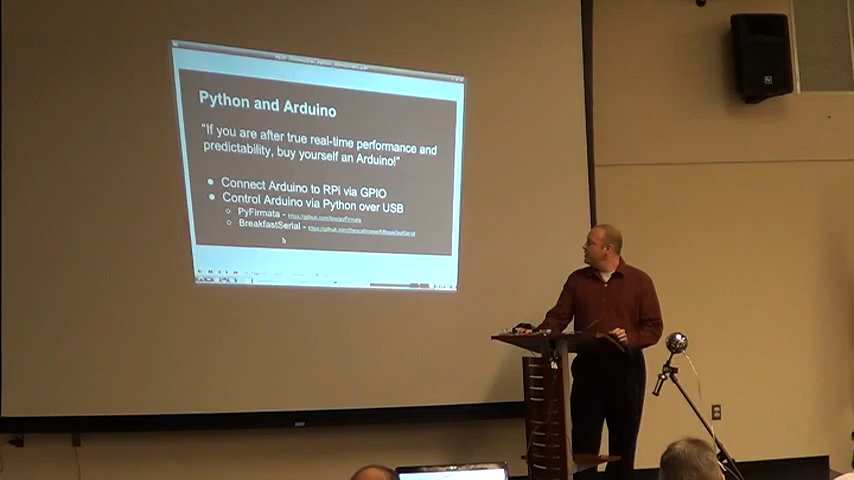 Python and Arduino
"If you are after true real-time performance and
predictability, buy yourself an Arduino!"
● Connect Arduino to RPi via GPIO
● Control Arduino via Python over USB
○ PyFirmata -
○ BreakfastSerial -